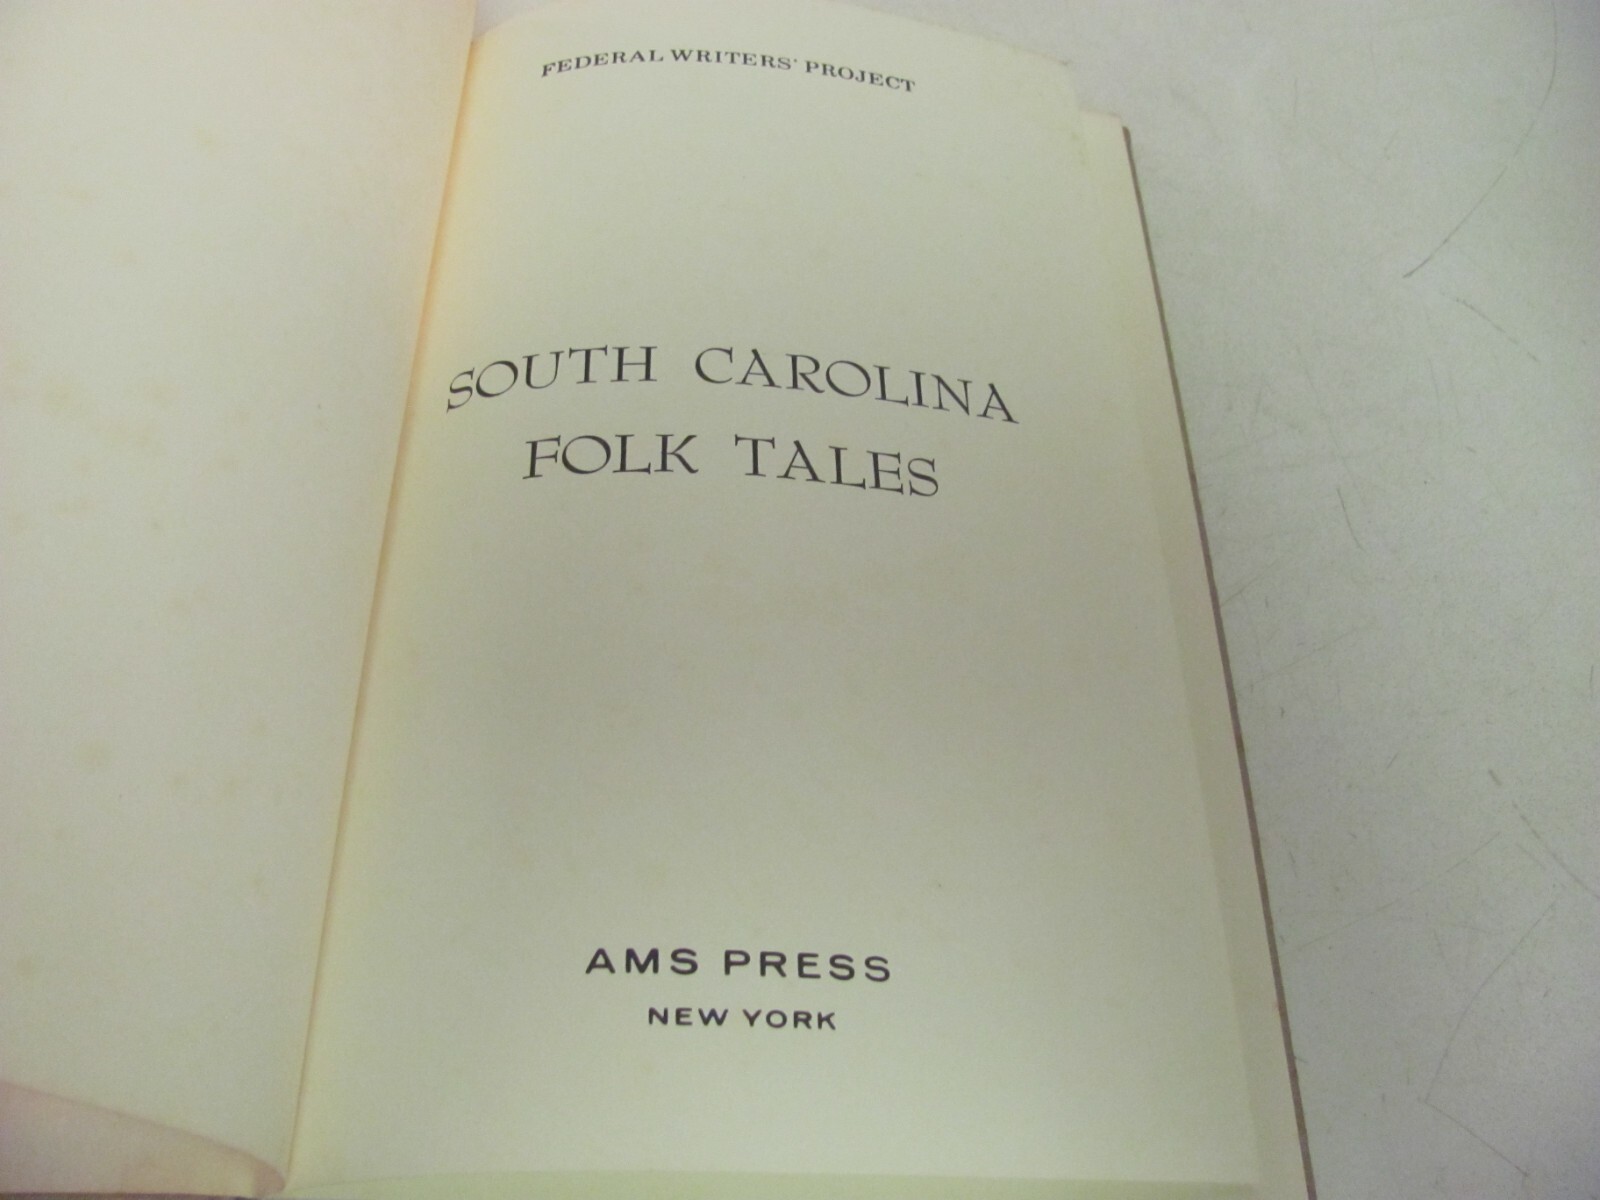 FEDERAL WRITERS' PROJECT
SOUTH CAROLINA
FOLK TALES
AMS PRESS
NEW YORK